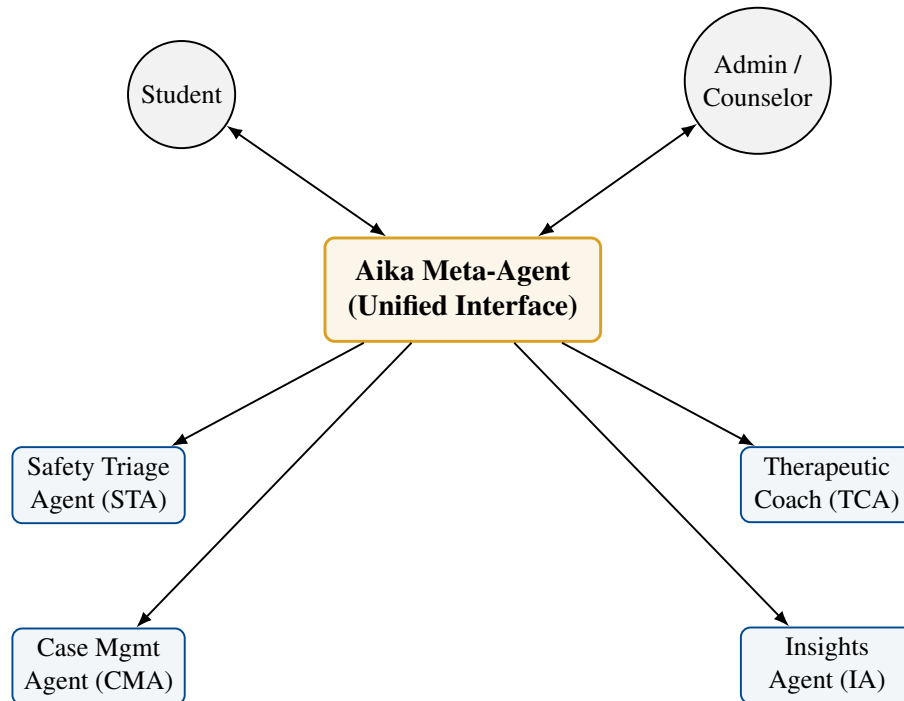 Student
Admin /
Counselor
Aika Meta-Agent
(Unified Interface)
Safety Triage
Agent (STA)
Therapeutic
Coach (TCA)
Case Mgmt
Agent (CMA)
Insights
Agent (IA)